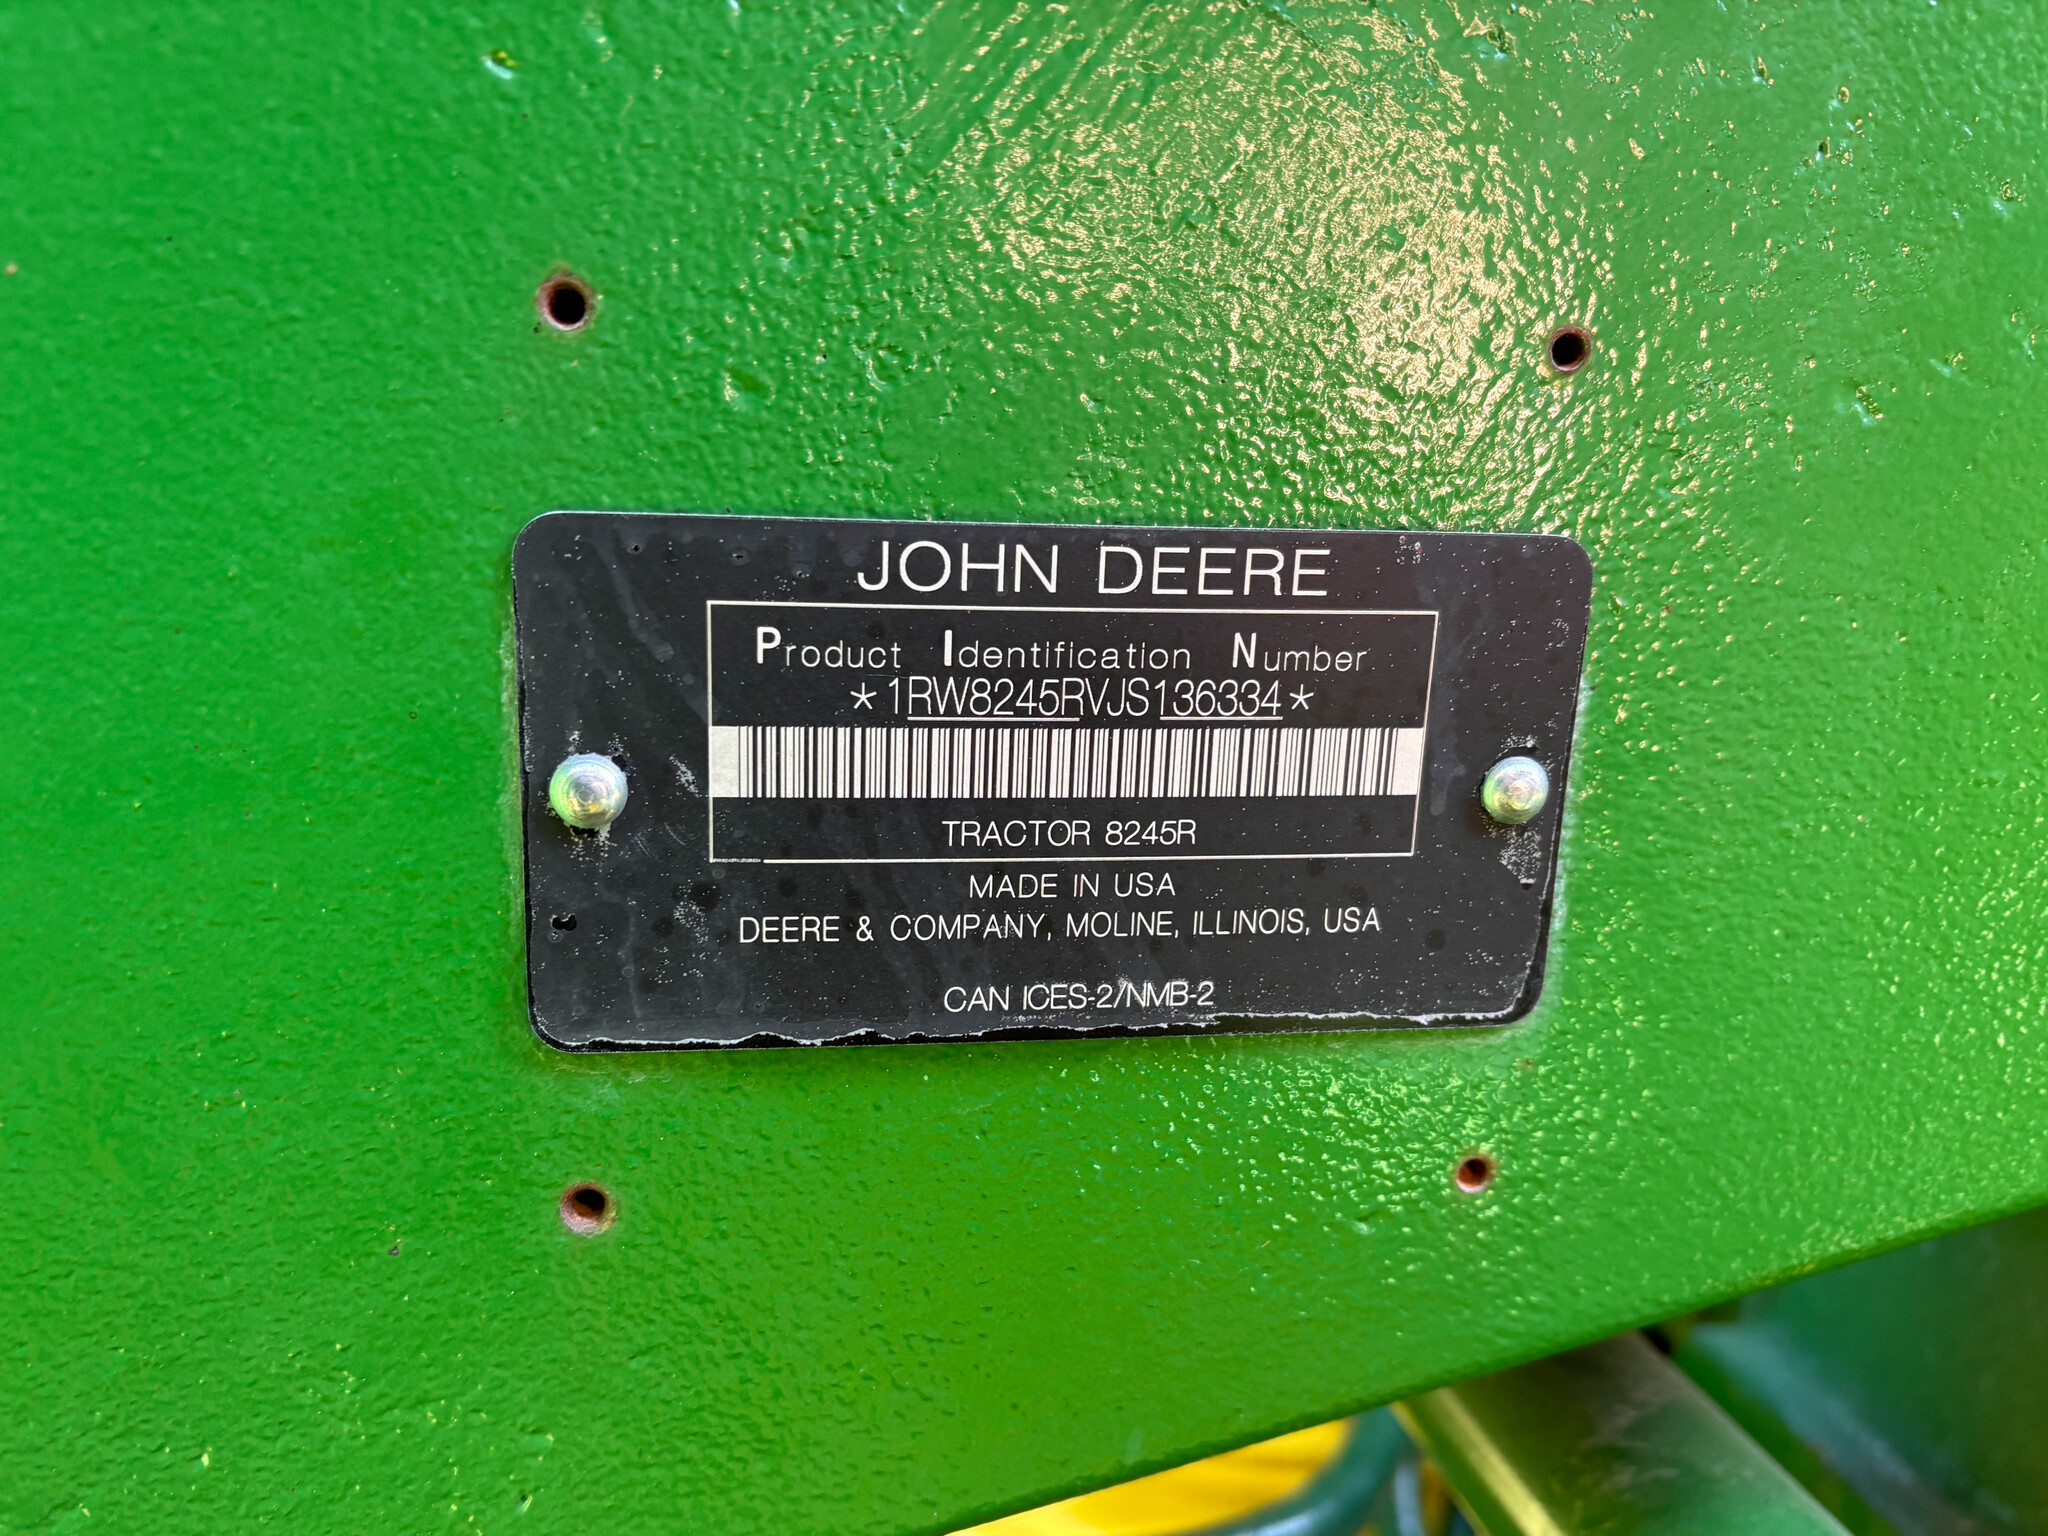 JOHN DEERE
Product Identification Number
*1RW8245RVJS136334*
TRACTOR 8245R
MADE IN USA
DEERE & COMPANY, MOLINE, ILLINOIS, USA
CAN ICES-2/NMB-2